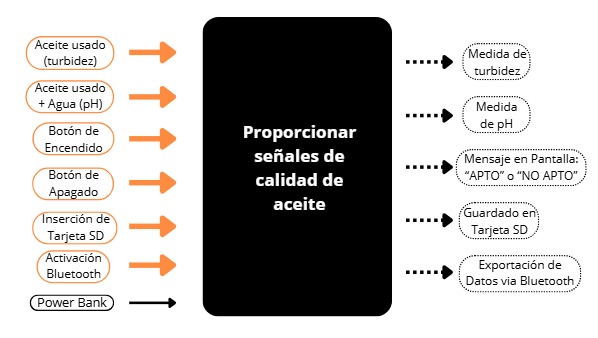 Aceite usado
(turbidez)
Aceite usado
+ Agua (pH)
Botón de
Encendido
Botón de
Apagado
Inserción de
Tarjeta SD
Activación
Bluetooth
Power Bank
Proporcionar
señales de
calidad de
aceite
Medida de
turbidez
Medida
de pH
Mensaje en Pantalla:
“APTO” o “NO APTO”
Guardado en
Tarjeta SD
Exportación de
Datos via Bluetooth